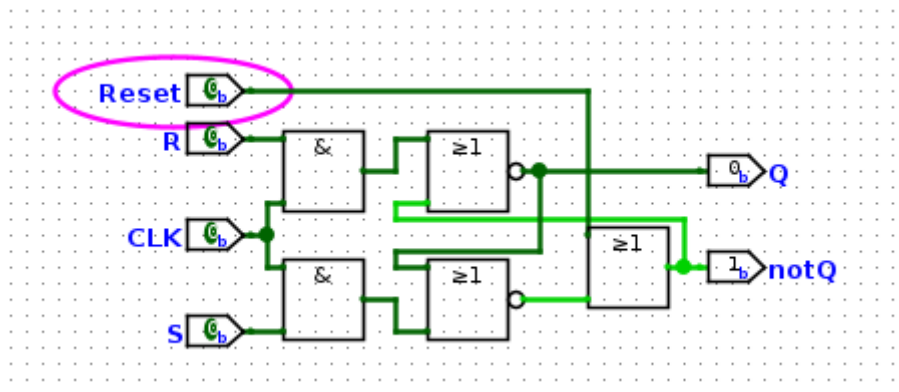 Reset 0b
R 0b
&
≥1
0b Q
CLK 0b
≥1
1b notQ
&
≥1
S 0b